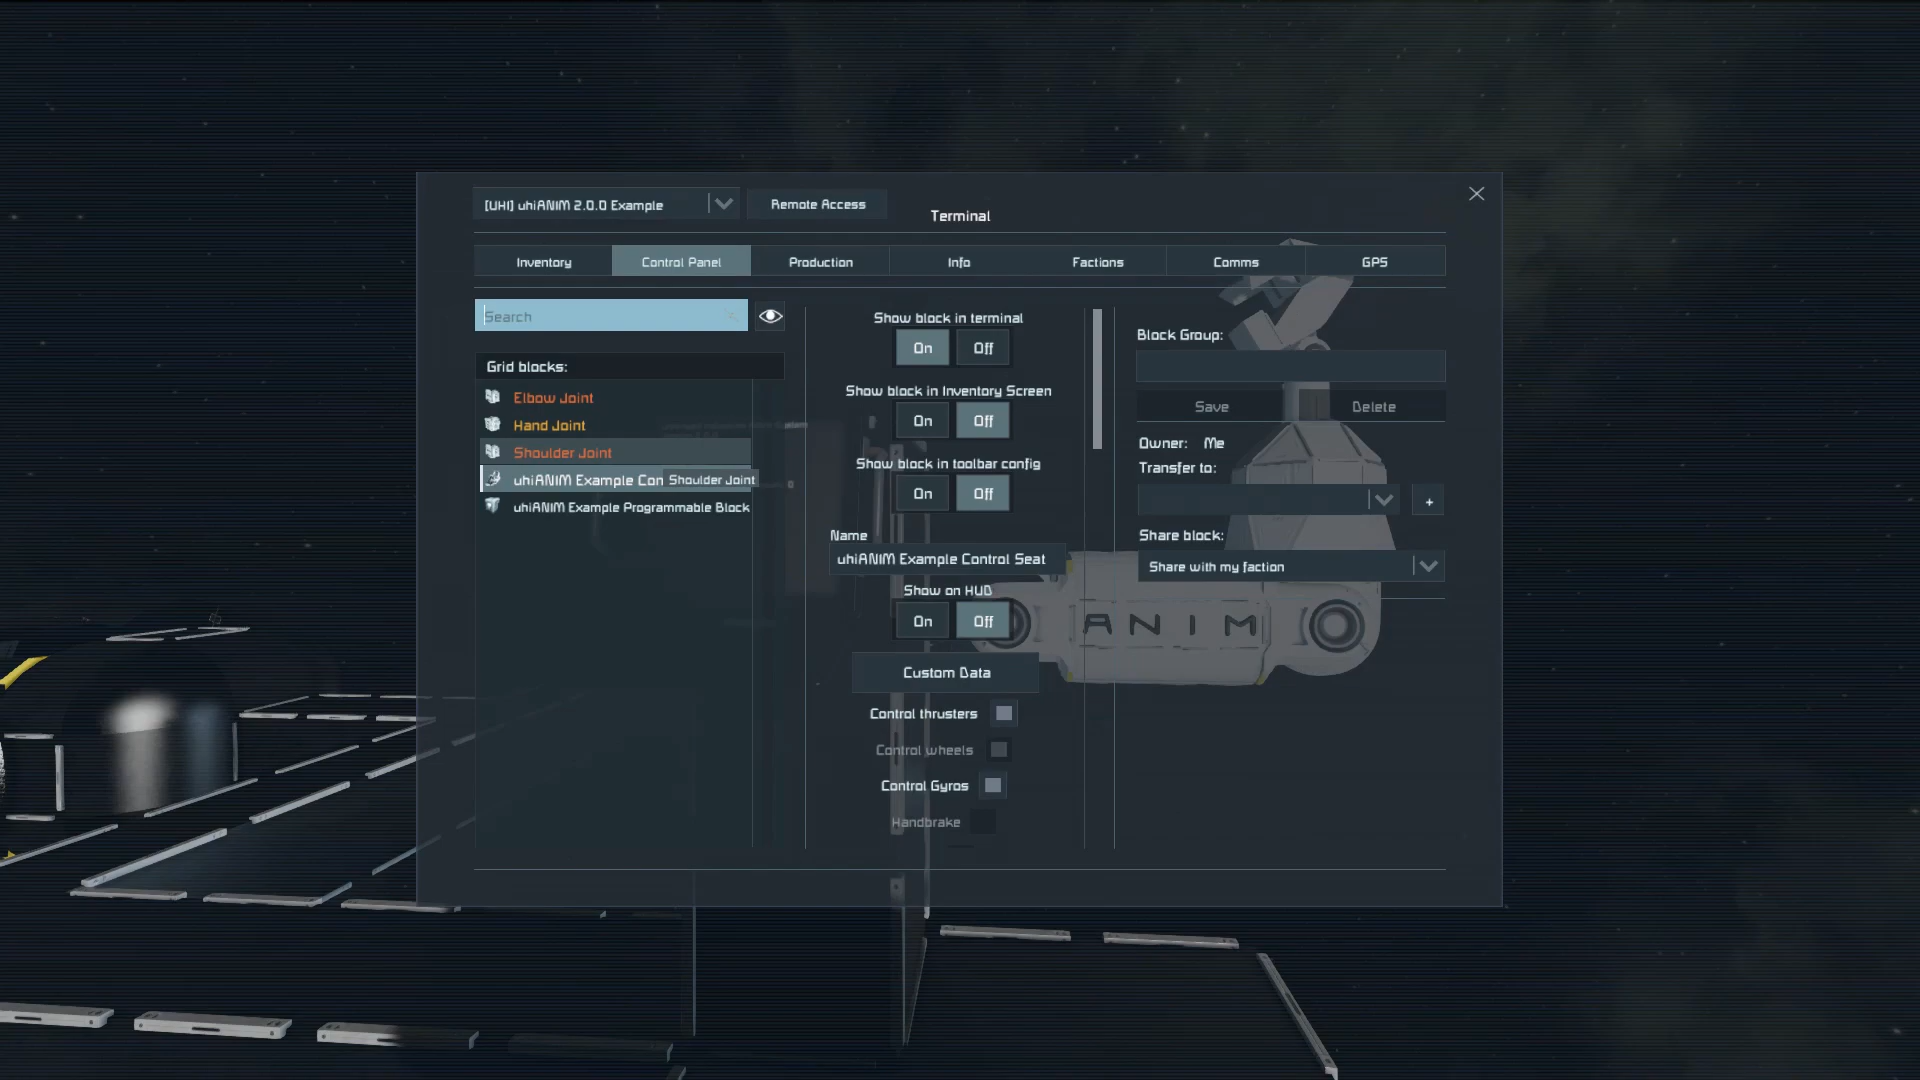 [UHI] uhiANIM 2.0.0 Example
Remote Access
Terminal
Inventory
Control Panel
Production
Info
Factions
Comms
GPS
Search
Grid blocks:
Elbow Joint
Hand Joint
Shoulder Joint
uhiANIM Example Con
Shoulder Joint
uhiANIM Example Programmable Block
Show block in terminal
On Off
Show block in Inventory Screen
On Off
Show block in toolbar config
On Off
Name
uhiANIM Example Control Seat
Show on HUD
On Off
Custom Data
Control thrusters
Control wheels
Control Gyros
Handbrake
Block Group:
Save
Delete
Owner: Me
Transfer to:
+
Share block:
Share with my faction
ANIM